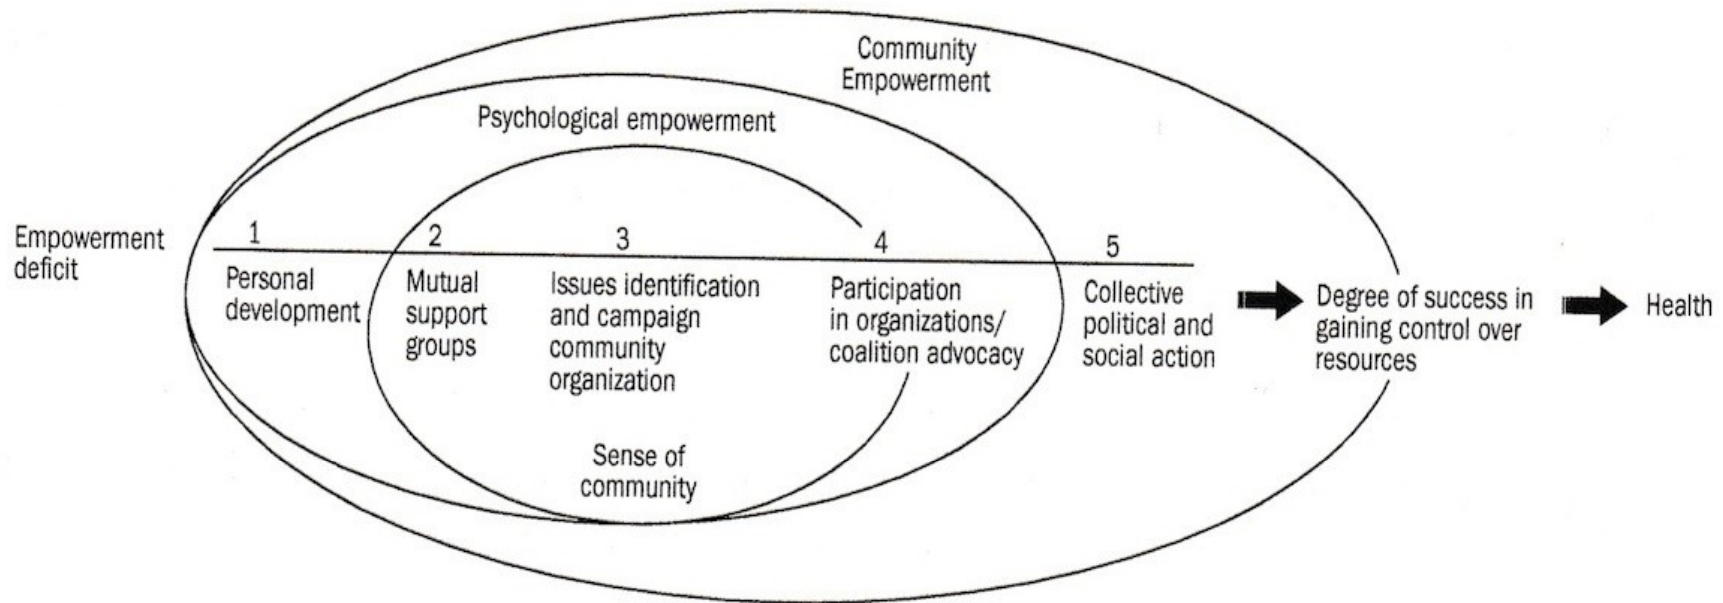 Community
Empowerment
Psychological empowerment
Empowerment
deficit
1
2
3
4
5
Personal
development
Mutual
support
groups
Issues identification
and campaign
community
organization
Participation
in organizations/
coalition advocacy
Collective
political and
social action
Degree of success in
gaining control over
resources
Health
Sense of
community